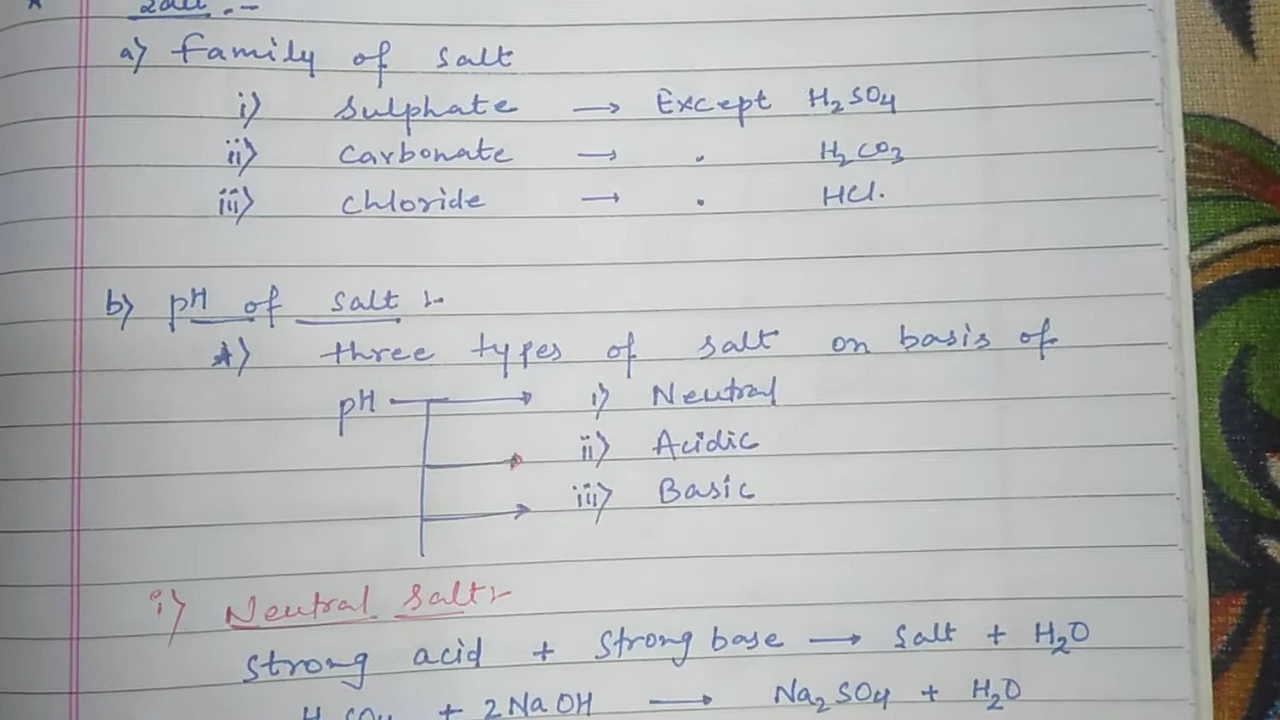 Salt :-
a) Family of salt
i) Sulphate → Except H₂SO₄
ii) Carbonate → . H₂CO₃
iii) Chloride → . HCl.
b) pH of salt :-
A) three types of salt on basis of
pH → i) Neutral
ii) Acidic
iii) Basic
i) Neutral salt :-
Strong acid + Strong base → Salt + H₂O
H₂SO₄ + 2NaOH → Na₂SO₄ + H₂O